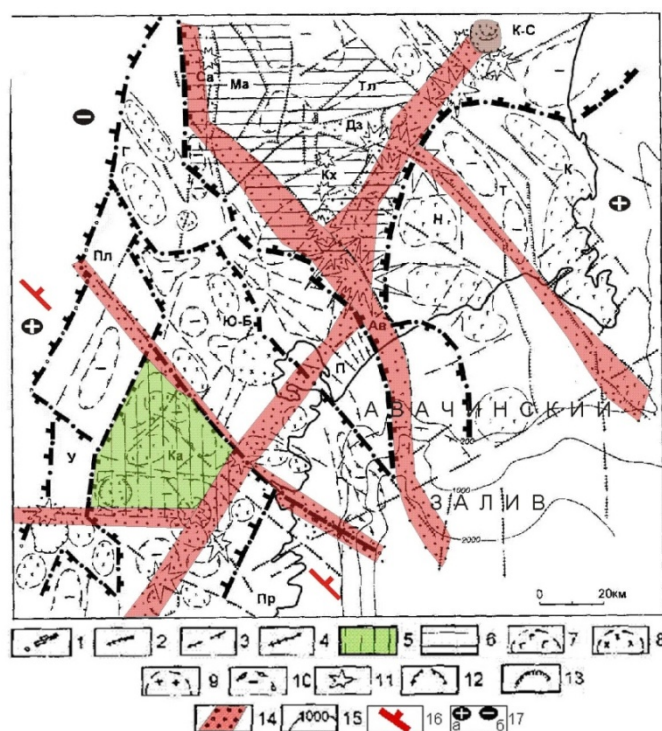 К-С
Са
Ма
Тл
Дз
Кх
Г
Н
Т
К
Пл
Ю-Б
П
Ав
АВАЧИНСКИЙ
200
У
Ка
1000
ЗАЛИВ
2000
Пр
0 20км
1 2 3 4 5 6 7 8
9 10 11 12 13
14 1000 15 16 а б 17